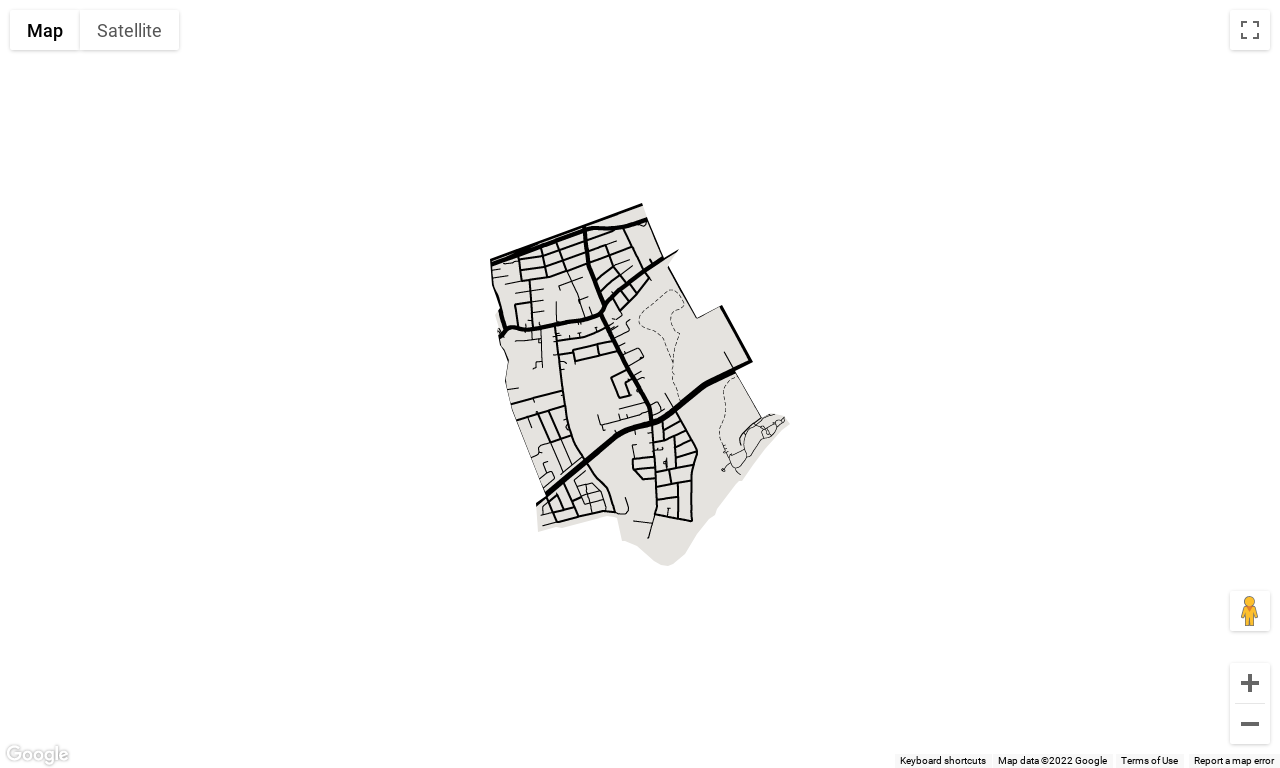 Map
Satellite
Google
Keyboard shortcuts
Map data ©2022 Google
Terms of Use
Report a map error